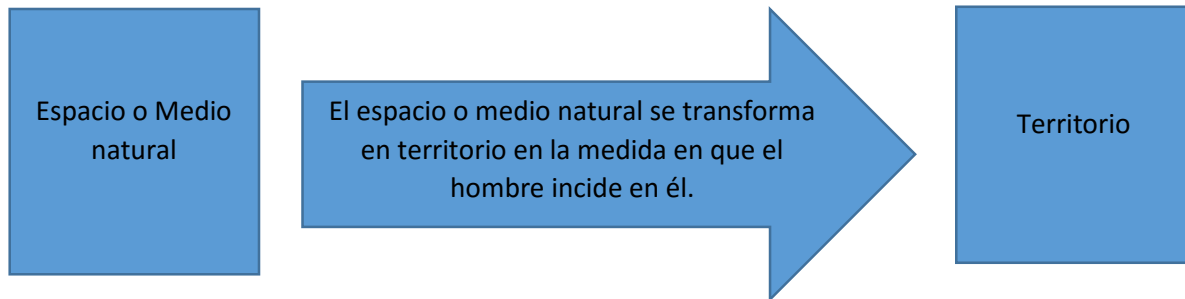 Espacio o Medio
natural
El espacio o medio natural se transforma
en territorio en la medida en que el
hombre incide en él.
Territorio